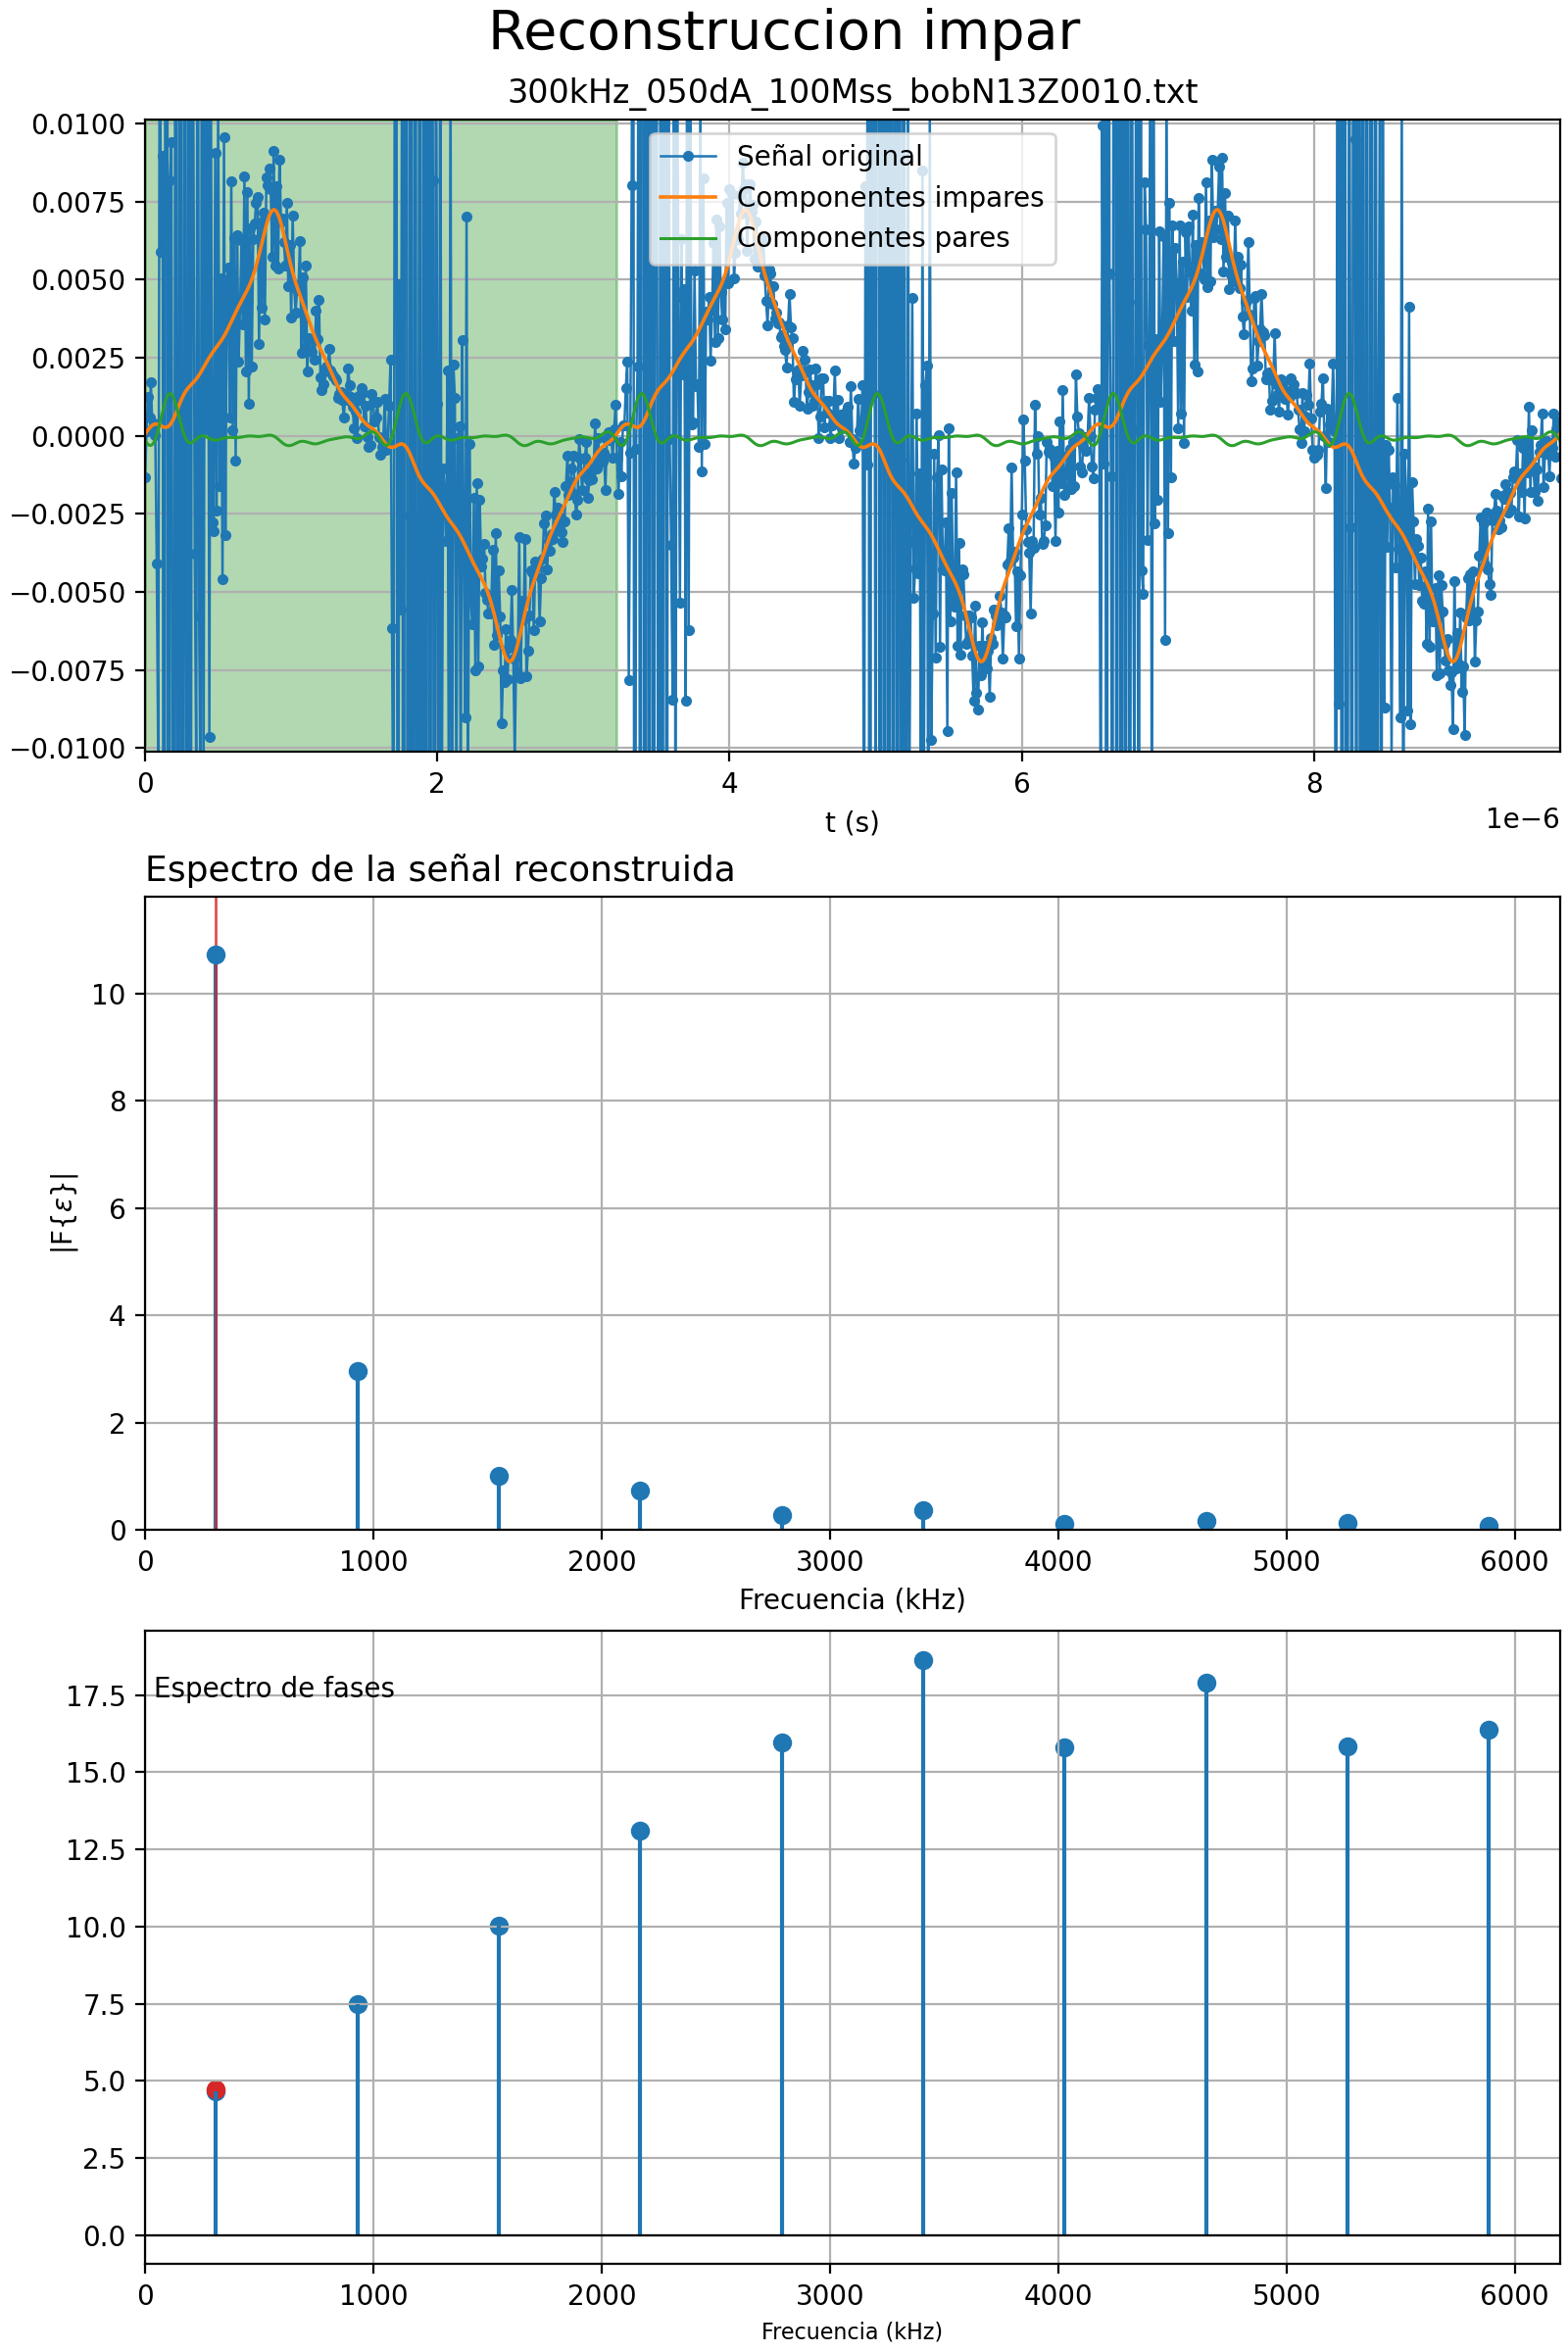 Reconstruccion impar
300kHz_050dA_100Mss_bobN13Z0010.txt
0.0100
0.0075
0.0050
0.0025
0.0000
−0.0025
−0.0050
−0.0075
−0.0100
Señal original
Componentes impares
Componentes pares
0 2 4 6 8
t (s)
1e−6
Espectro de la señal reconstruida
10
8
6
4
2
0
|F{ε}|
0 1000 2000 3000 4000 5000 6000
Frecuencia (kHz)
Espectro de fases
17.5
15.0
12.5
10.0
7.5
5.0
2.5
0.0
0 1000 2000 3000 4000 5000 6000
Frecuencia (kHz)